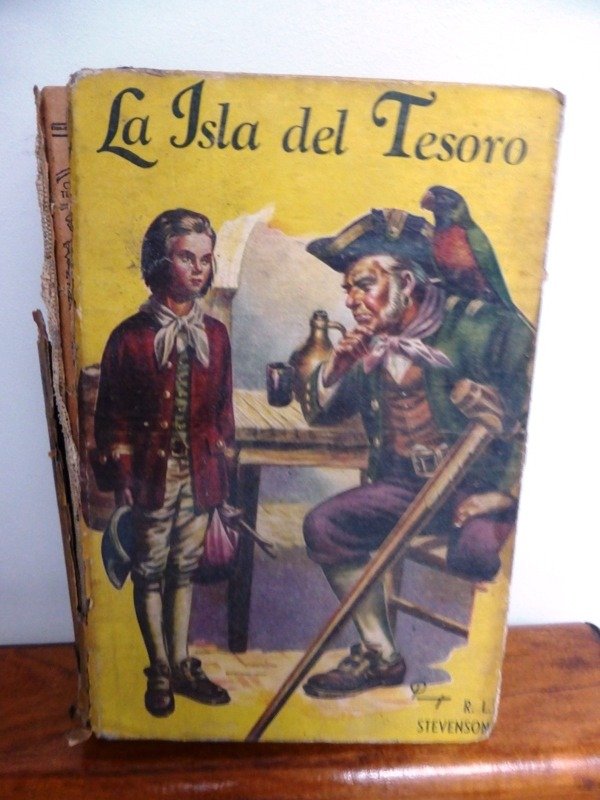 La Isla del Tesoro
R. L.
STEVENSON